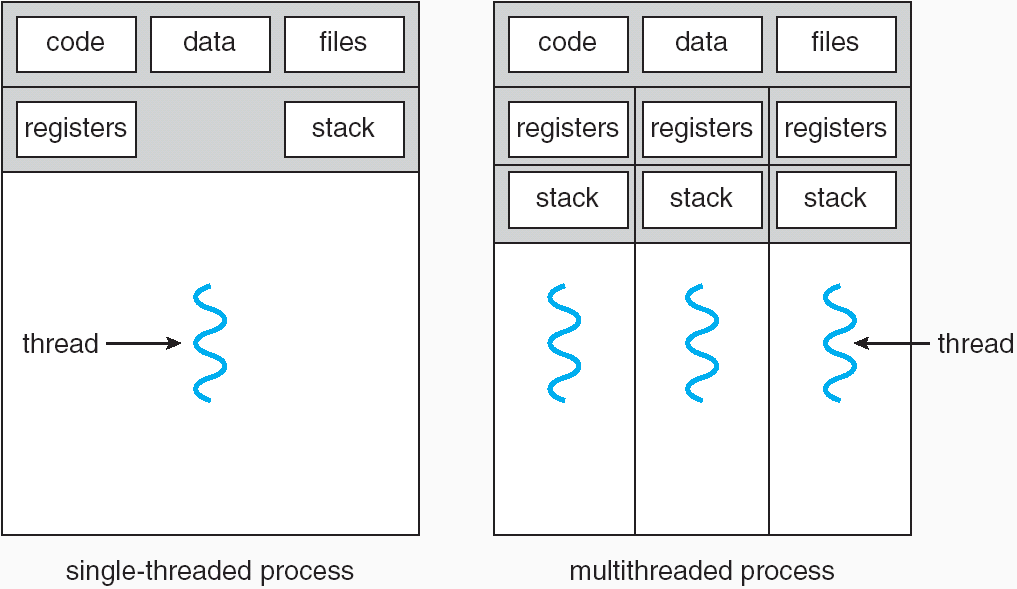 code data files
registers stack
thread
single-threaded process
code data files
registers registers registers
stack stack stack
thread
multithreaded process